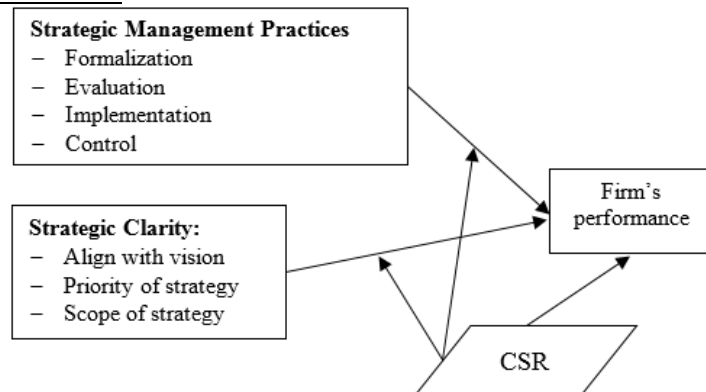 Strategic Management Practices
– Formalization
– Evaluation
– Implementation
– Control
Firm's
performance
Strategic Clarity:
– Align with vision
– Priority of strategy
– Scope of strategy
CSR